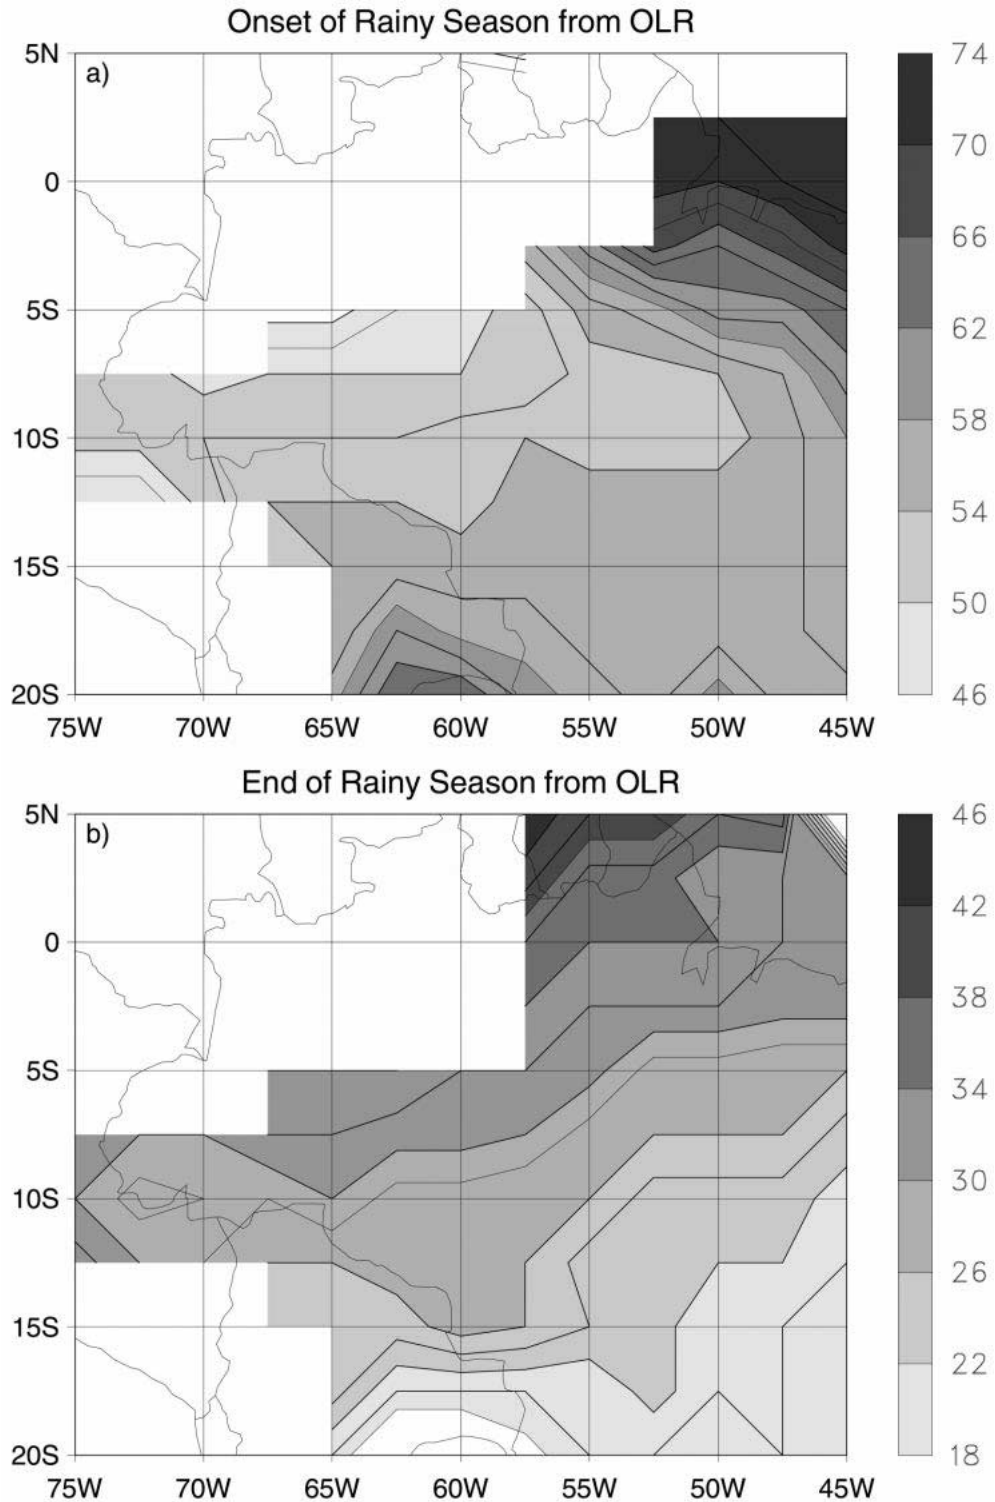 Onset of Rainy Season from OLR
a)
5N
0
5S
10S
15S
20S
75W 70W 65W 60W 55W 50W 45W
74
70
66
62
58
54
50
46
End of Rainy Season from OLR
b)
5N
0
5S
10S
15S
20S
75W 70W 65W 60W 55W 50W 45W
46
42
38
34
30
26
22
18